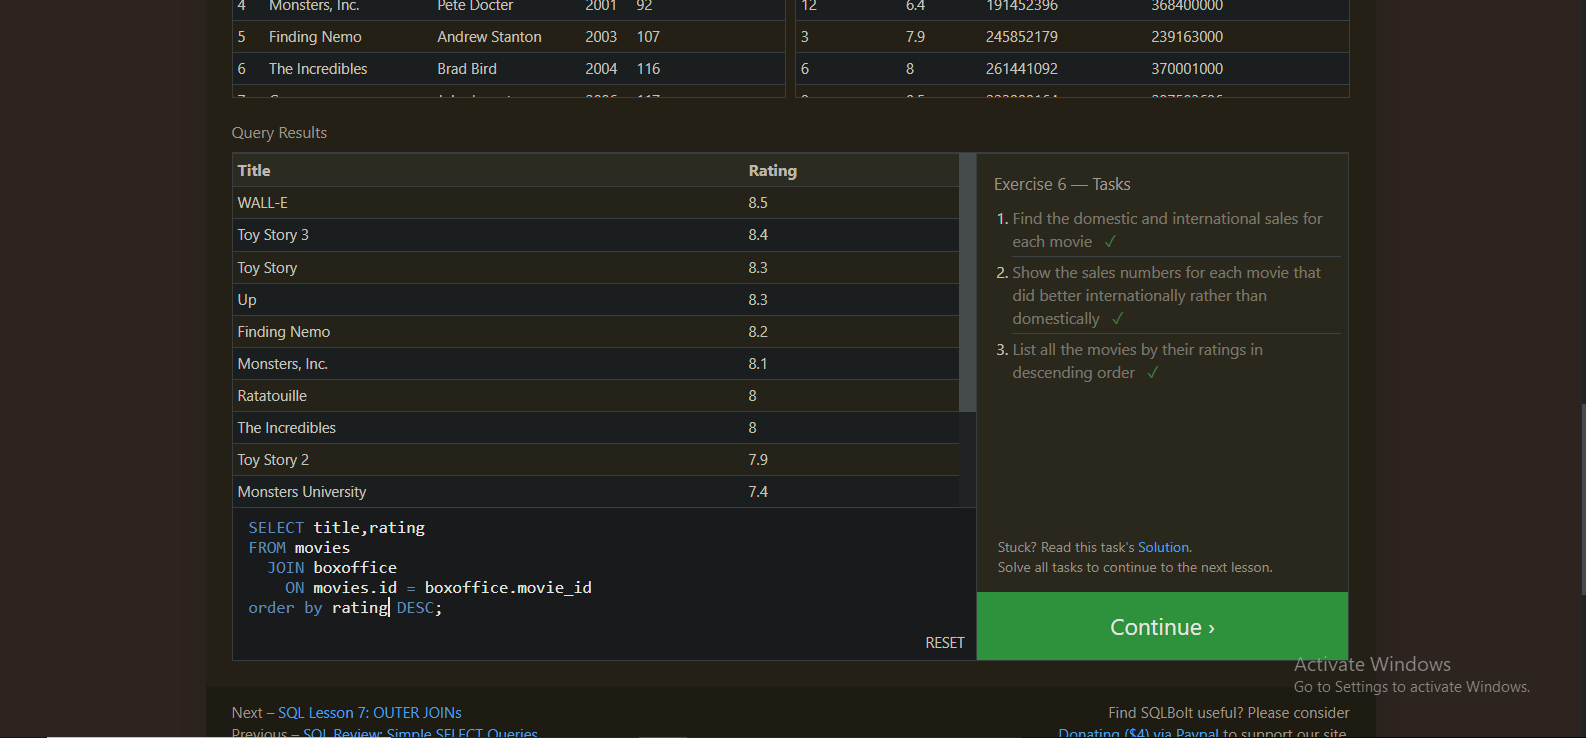 4 Monsters, Inc. Pete Docter 2001 92
12 6.4 191452396 368400000
5 Finding Nemo Andrew Stanton 2003 107
3 7.9 245852179 239163000
6 The Incredibles Brad Bird 2004 116
6 8 261441092 370001000
Query Results
Title Rating
WALL-E 8.5
Toy Story 3 8.4
Toy Story 8.3
Up 8.3
Finding Nemo 8.2
Monsters, Inc. 8.1
Ratatouille 8
The Incredibles 8
Toy Story 2 7.9
Monsters University 7.4
Exercise 6 — Tasks
1. Find the domestic and international sales for
each movie ✓
2. Show the sales numbers for each movie that
did better internationally rather than
domestically ✓
3. List all the movies by their ratings in
descending order ✓
SELECT title,rating
FROM movies
JOIN boxoffice
ON movies.id = boxoffice.movie_id
order by rating DESC;
RESET
Stuck? Read this task's Solution.
Solve all tasks to continue to the next lesson.
Continue ›
Activate Windows
Go to Settings to activate Windows.
Next – SQL Lesson 7: OUTER JOINs
Previous – SQL Review: Simple SELECT Queries
Find SQLBolt useful? Please consider
Donating ($4) via Paypal to support our site.